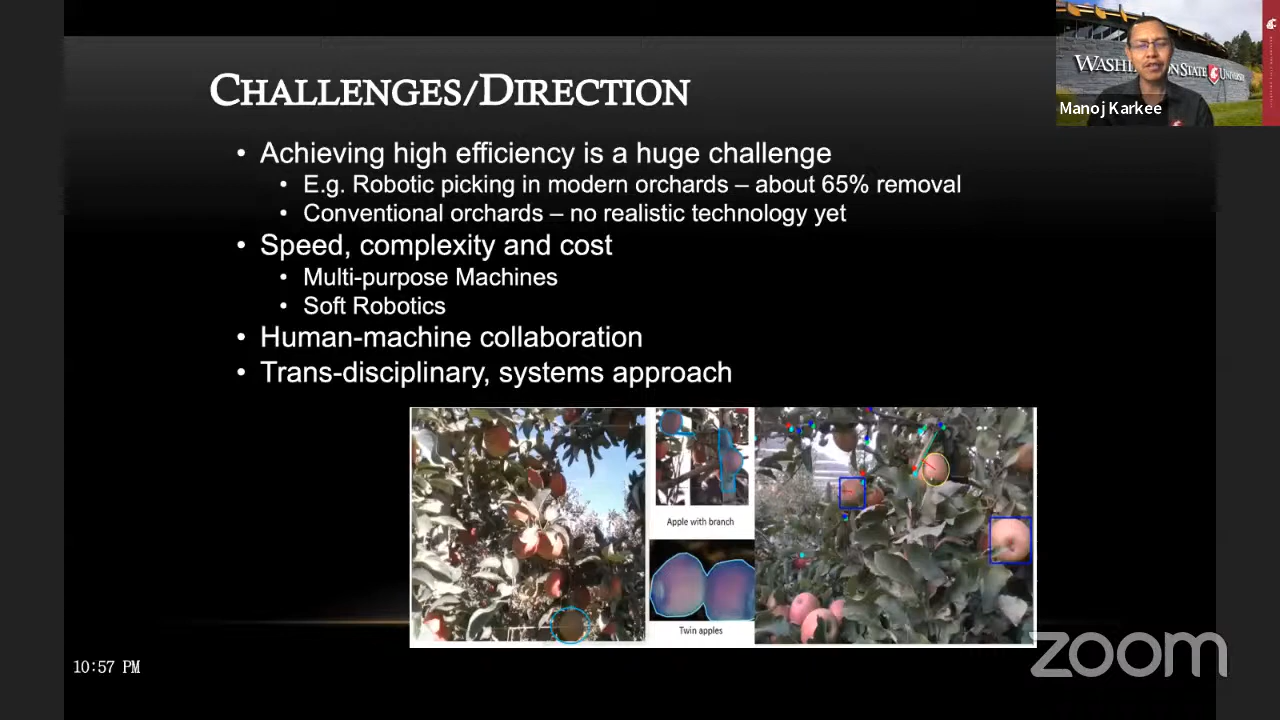 CHALLENGES/DIRECTION
• Achieving high efficiency is a huge challenge
• E.g. Robotic picking in modern orchards – about 65% removal
• Conventional orchards – no realistic technology yet
• Speed, complexity and cost
• Multi-purpose Machines
• Soft Robotics
• Human-machine collaboration
• Trans-disciplinary, systems approach
Apple with branch
Twin apples
WASHINGTON STATE UNIVERSITY
Manoj Karkee
10:57 PM
zoom